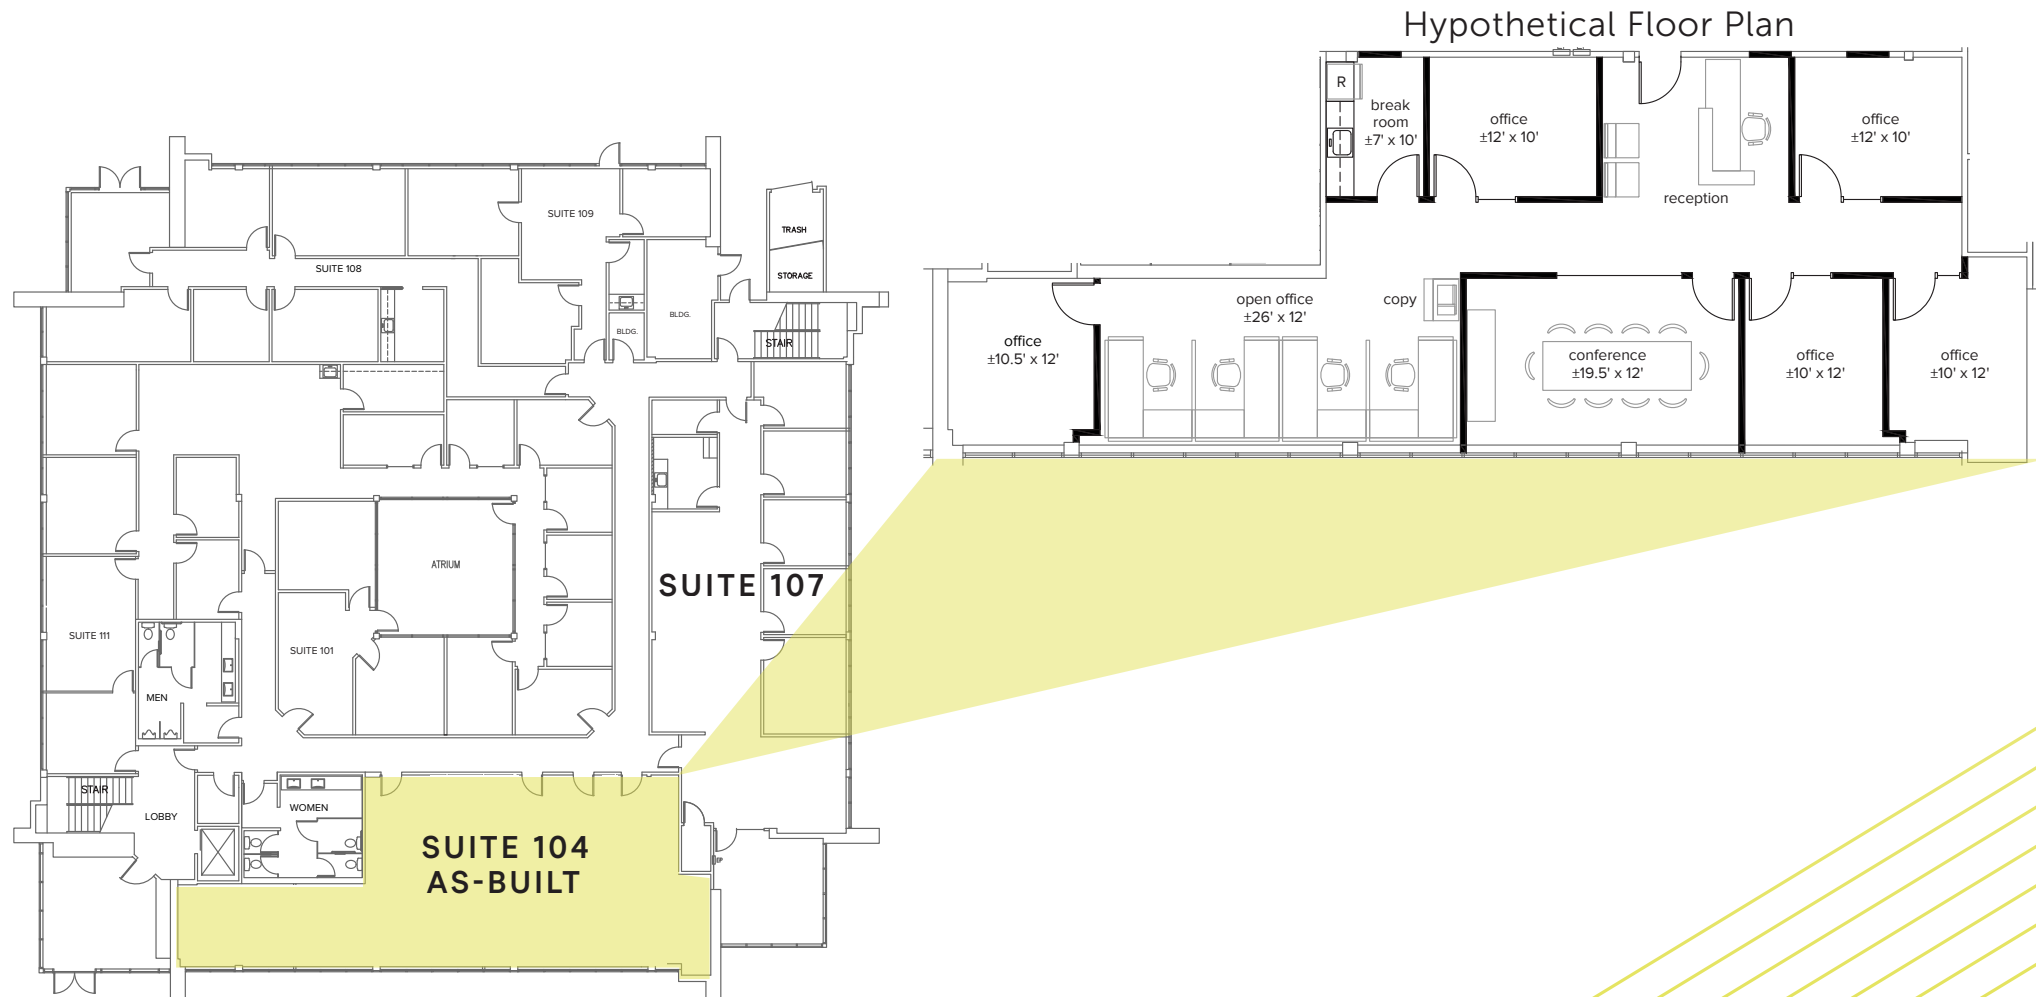 Hypothetical Floor Plan
R
break
room
±7' x 10'
office
±12' x 10'
office
±12' x 10'
reception
open office
±26' x 12'
copy
office
±10.5' x 12'
conference
±19.5' x 12'
office
±10' x 12'
office
±10' x 12'
SUITE 109
TRASH
STORAGE
SUITE 108
BLDG.
BLDG.
STAIR
ATRIUM
SUITE 107
SUITE 111
SUITE 101
MEN
STAIR
LOBBY
WOMEN
SUITE 104
AS-BUILT